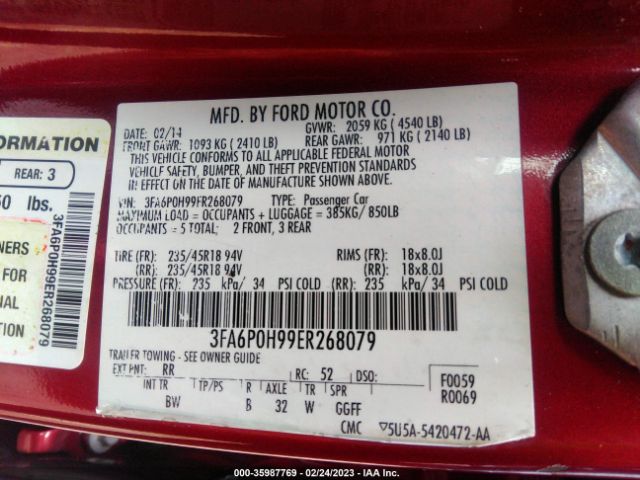 MFD. BY FORD MOTOR CO.
DATE: 02/14 GVWR: 2059 KG ( 4540 LB)
FRONT GAWR: 1093 KG ( 2410 LB) REAR GAWR: 971 KG ( 2140 LB)
THIS VEHICLE CONFORMS TO ALL APPLICABLE FEDERAL MOTOR
VEHICLE SAFETY, BUMPER, AND THEFT PREVENTION STANDARDS
IN EFFECT ON THE DATE OF MANUFACTURE SHOWN ABOVE.
VIN: 3FA6P0H99FR268079 TYPE: Passenger Car
MAXIMUM LOAD = OCCUPANTS + LUGGAGE = 385KG/ 850LB
OCCUPANTS = 5 TOTAL: 2 FRONT, 3 REAR
TIRE (FR): 235/45R18 94V RIMS (FR): 18x8.0J
(RR): 235/45R18 94V (RR): 18x8.0J
PRESSURE (FR): 235 kPa/ 34 PSI COLD (RR): 235 kPa/ 34 PSI COLD
3FA6P0H99ER268079
TRAILER TOWING - SEE OWNER GUIDE
EXT PNT: RR RC: 52 DSO: F0059
INT TR TP/PS R AXLE TR SPR R0069
BW B 32 W GGFF
CMC 5U5A-5420472-AA
ORMATION
REAR: 3
50 lbs.
NERS
FOR
NAL
3FA6P0H99ER268079
000-35987769 - 02/24/2023 - IAA Inc.